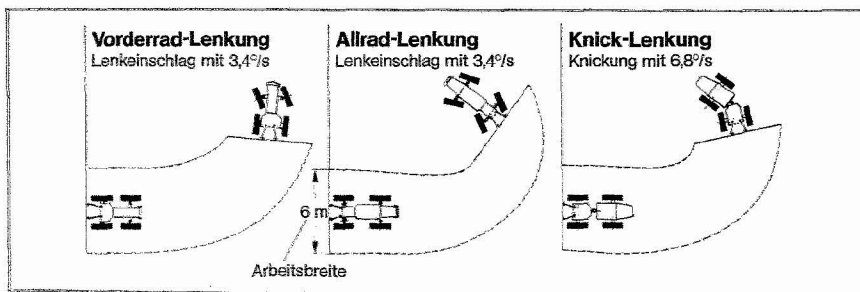 Vorderrad-Lenkung
Lenkeinschlag mit 3,4°/s
Allrad-Lenkung
Lenkeinschlag mit 3,4°/s
Knick-Lenkung
Knickung mit 6,8°/s
6 m
Arbeitsbreite